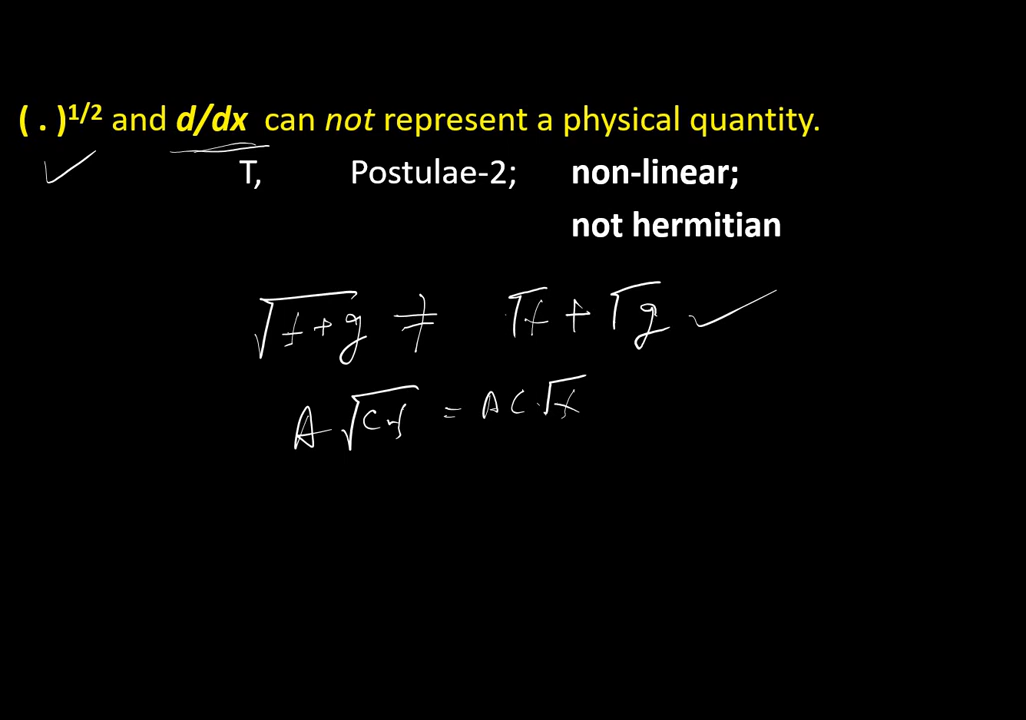 ( . )1/2 and d/dx can not represent a physical quantity.
T, Postulae-2; non-linear;
not hermitian
√f+g ≠ √f + √g
A √cf = AC.√f